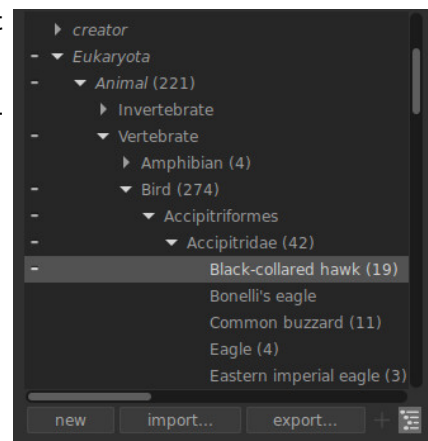 creator
Eukaryota
Animal (221)
Invertebrate
Vertebrate
Amphibian (4)
Bird (274)
Accipitriformes
Accipitridae (42)
Black-collared hawk (19)
Bonelli's eagle
Common buzzard (11)
Eagle (4)
Eastern imperial eagle (3)
new import... export... +